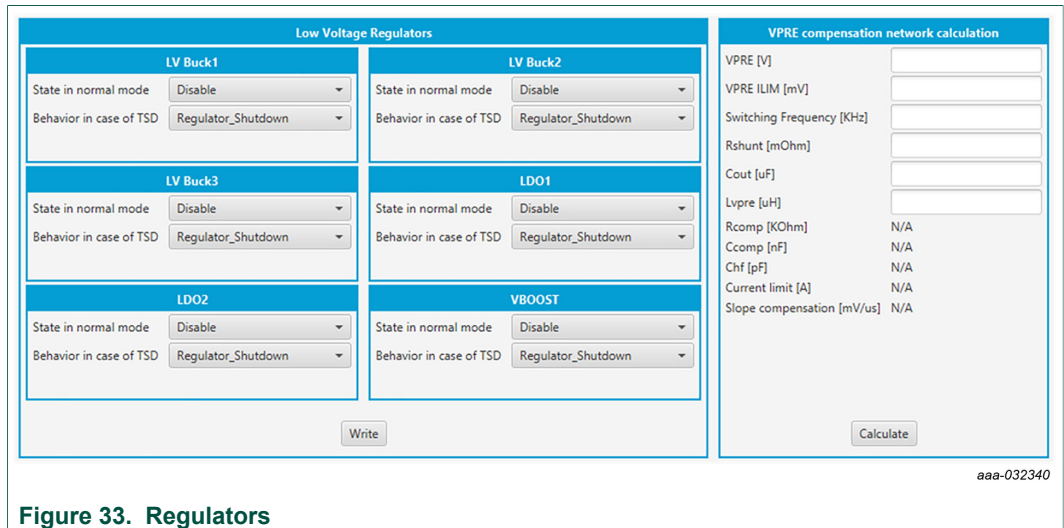 Low Voltage Regulators
LV Buck1
State in normal mode Disable
Behavior in case of TSD Regulator_Shutdown
LV Buck2
State in normal mode Disable
Behavior in case of TSD Regulator_Shutdown
LV Buck3
State in normal mode Disable
Behavior in case of TSD Regulator_Shutdown
LDO1
State in normal mode Disable
Behavior in case of TSD Regulator_Shutdown
LDO2
State in normal mode Disable
Behavior in case of TSD Regulator_Shutdown
VBOOST
State in normal mode Disable
Behavior in case of TSD Regulator_Shutdown
Write
VPRE compensation network calculation
VPRE [V]
VPRE ILIM [mV]
Switching Frequency [KHz]
Rshunt [mOhm]
Cout [uF]
Lvpre [uH]
Rcomp [KOhm] N/A
Ccomp [nF] N/A
Chf [pF] N/A
Current limit [A] N/A
Slope compensation [mV/us] N/A
Calculate
aaa-032340
Figure 33. Regulators